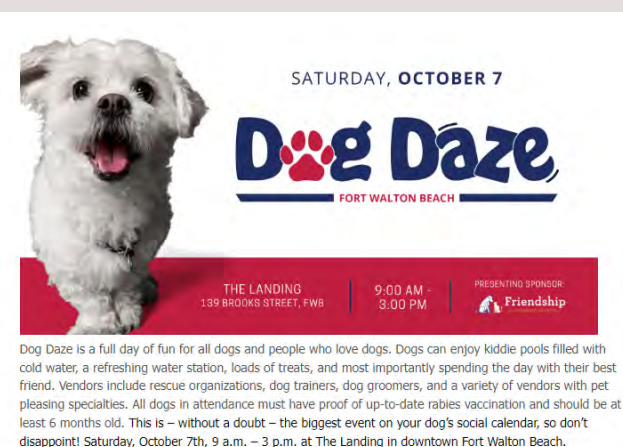 SATURDAY, OCTOBER 7
Dog Daze
FORT WALTON BEACH
THE LANDING
139 BROOKS STREET, FWB
9:00 AM -
3:00 PM
PRESENTING SPONSOR:
Friendship
Dog Daze is a full day of fun for all dogs and people who love dogs. Dogs can enjoy kiddie pools filled with
cold water, a refreshing water station, loads of treats, and most importantly spending the day with their best
friend. Vendors include rescue organizations, dog trainers, dog groomers, and a variety of vendors with pet
pleasing specialties. All dogs in attendance must have proof of up-to-date rabies vaccination and should be at
least 6 months old. This is – without a doubt – the biggest event on your dog's social calendar, so don't
disappoint! Saturday, October 7th, 9 a.m. – 3 p.m. at The Landing in downtown Fort Walton Beach.